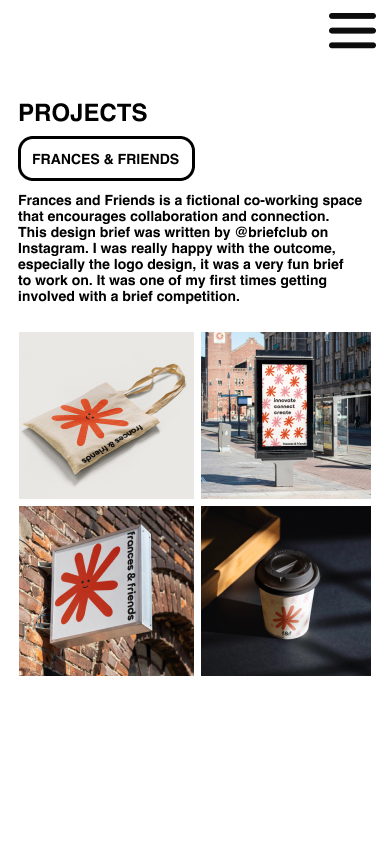 PROJECTS
FRANCES & FRIENDS
Frances and Friends is a fictional co-working space
that encourages collaboration and connection.
This design brief was written by @briefclub on
Instagram. I was really happy with the outcome,
especially the logo design, it was a very fun brief
to work on. It was one of my first times getting
involved with a brief competition.
frances & friends
innovate
connect
create
frances & friends
frances & friends
f&f